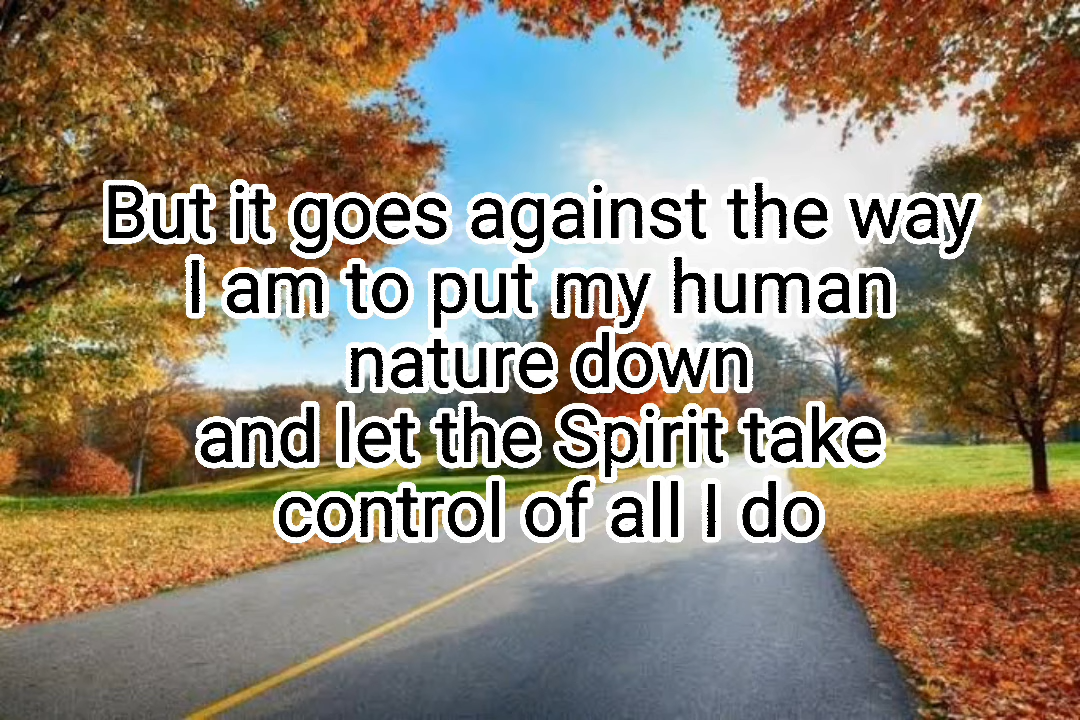 But it goes against the way
I am to put my human
nature down
and let the Spirit take
control of all I do